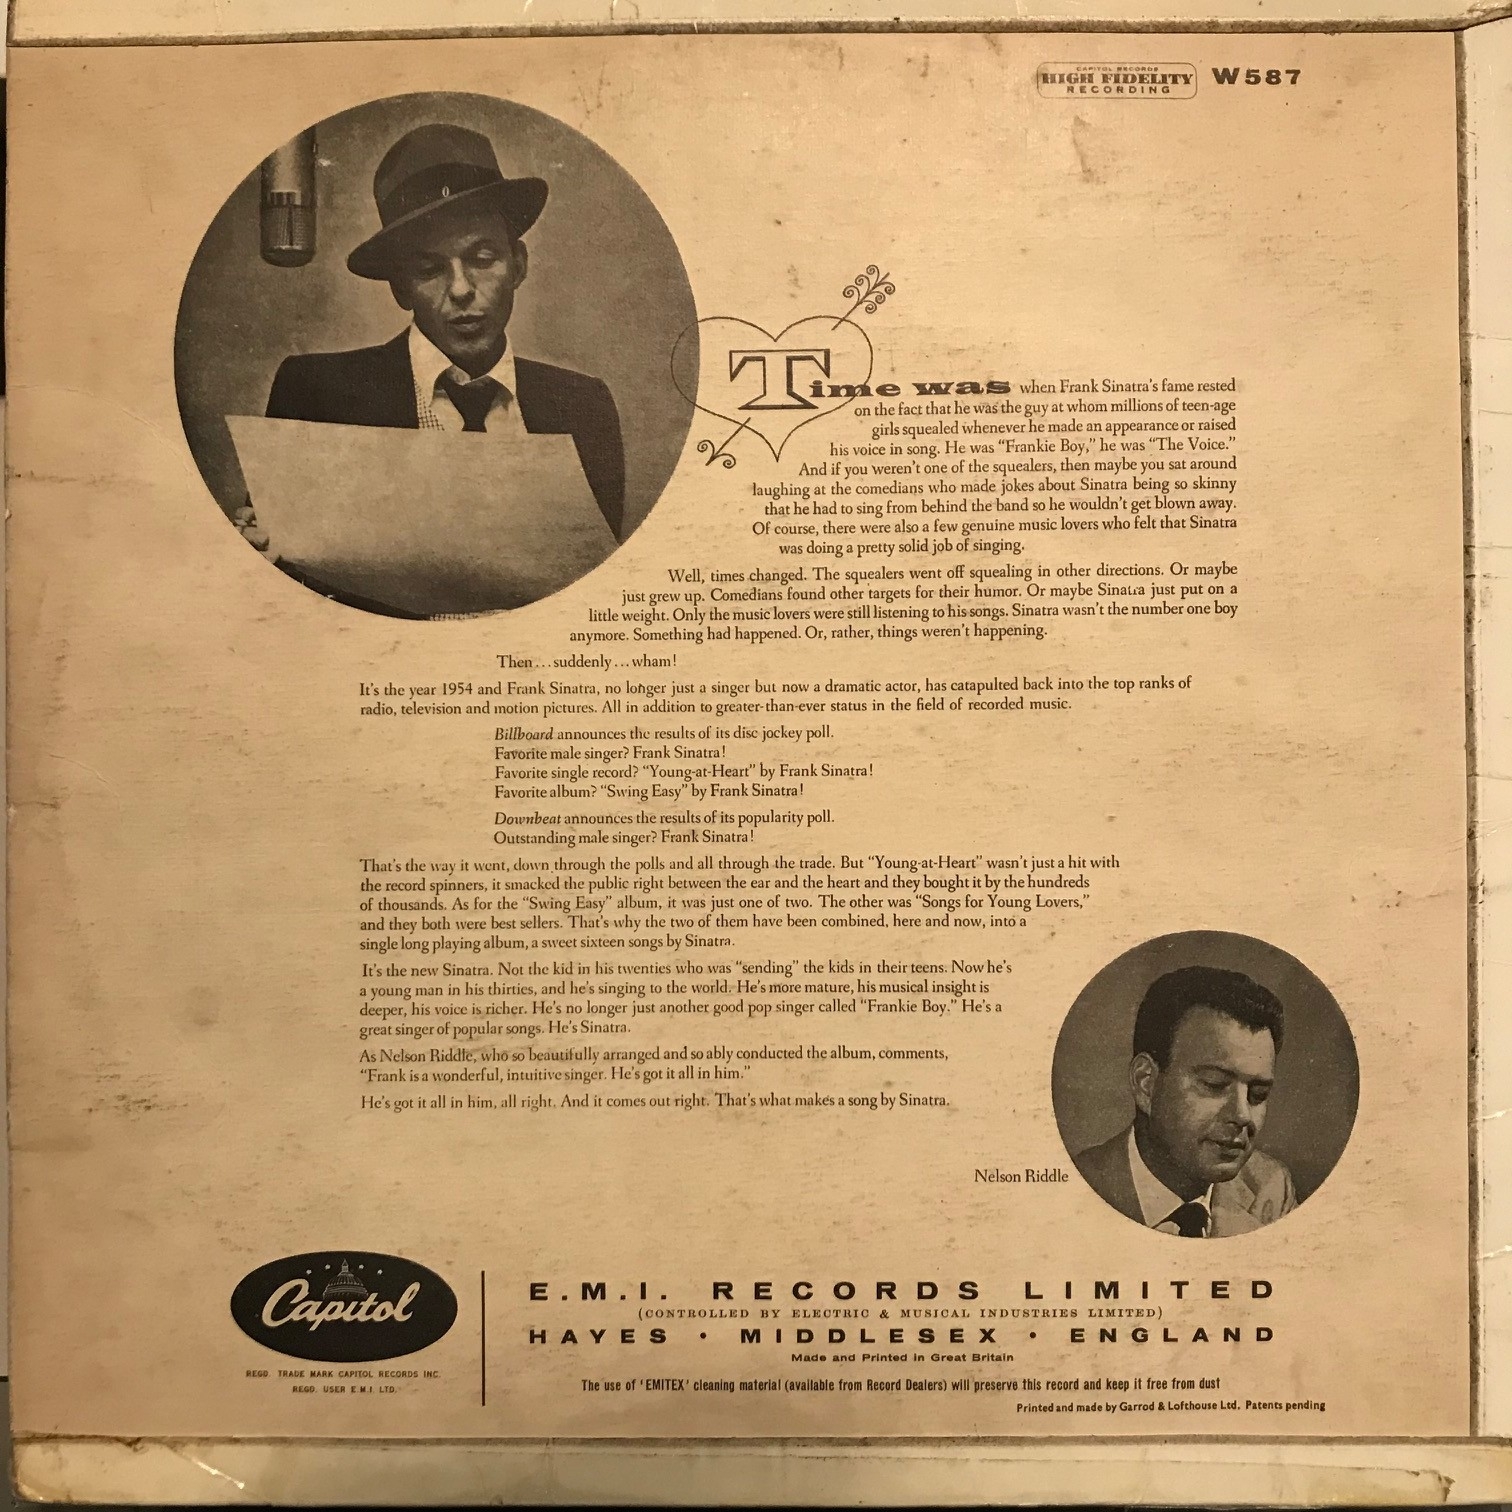 CAPITOL RECORDS
HIGH FIDELITY
RECORDING
W587
Time was when Frank Sinatra's fame rested
on the fact that he was the guy at whom millions of teen-age
girls squealed whenever he made an appearance or raised
his voice in song. He was "Frankie Boy," he was "The Voice."
And if you weren't one of the squealers, then maybe you sat around
laughing at the comedians who made jokes about Sinatra being so skinny
that he had to sing from behind the band so he wouldn't get blown away.
Of course, there were also a few genuine music lovers who felt that Sinatra
was doing a pretty solid job of singing.
Well, times changed. The squealers went off squealing in other directions. Or maybe
just grew up. Comedians found other targets for their humor. Or maybe Sinatra just put on a
little weight. Only the music lovers were still listening to his songs. Sinatra wasn't the number one boy
anymore. Something had happened. Or, rather, things weren't happening.
Then...suddenly...wham!
It's the year 1954 and Frank Sinatra, no longer just a singer but now a dramatic actor, has catapulted back into the top ranks of
radio, television and motion pictures. All in addition to greater-than-ever status in the field of recorded music.
Billboard announces the results of its disc jockey poll.
Favorite male singer? Frank Sinatra!
Favorite single record? "Young-at-Heart" by Frank Sinatra!
Favorite album? "Swing Easy" by Frank Sinatra!
Downbeat announces the results of its popularity poll.
Outstanding male singer? Frank Sinatra!
That's the way it went, down through the polls and all through the trade. But "Young-at-Heart" wasn't just a hit with
the record spinners, it smacked the public right between the ear and the heart and they bought it by the hundreds
of thousands. As for the "Swing Easy" album, it was just one of two. The other was "Songs for Young Lovers,"
and they both were best sellers. That's why the two of them have been combined, here and now, into a
single long playing album, a sweet sixteen songs by Sinatra.
It's the new Sinatra. Not the kid in his twenties who was "sending" the kids in their teens. Now he's
a young man in his thirties, and he's singing to the world. He's more mature, his musical insight is
deeper, his voice is richer. He's no longer just another good pop singer called "Frankie Boy." He's a
great singer of popular songs. He's Sinatra.
As Nelson Riddle, who so beautifully arranged and so ably conducted the album, comments,
"Frank is a wonderful, intuitive singer. He's got it all in him."
He's got it all in him, all right. And it comes out right. That's what makes a song by Sinatra.
Nelson Riddle
Capitol
REGD. TRADE MARK CAPITOL RECORDS INC.
REGD. USER E.M.I. LTD.
E.M.I. RECORDS LIMITED
(CONTROLLED BY ELECTRIC & MUSICAL INDUSTRIES LIMITED)
HAYES · MIDDLESEX · ENGLAND
Made and Printed in Great Britain
The use of 'EMITEX' cleaning material (available from Record Dealers) will preserve this record and keep it free from dust
Printed and made by Garrod & Lofthouse Ltd. Patents pending